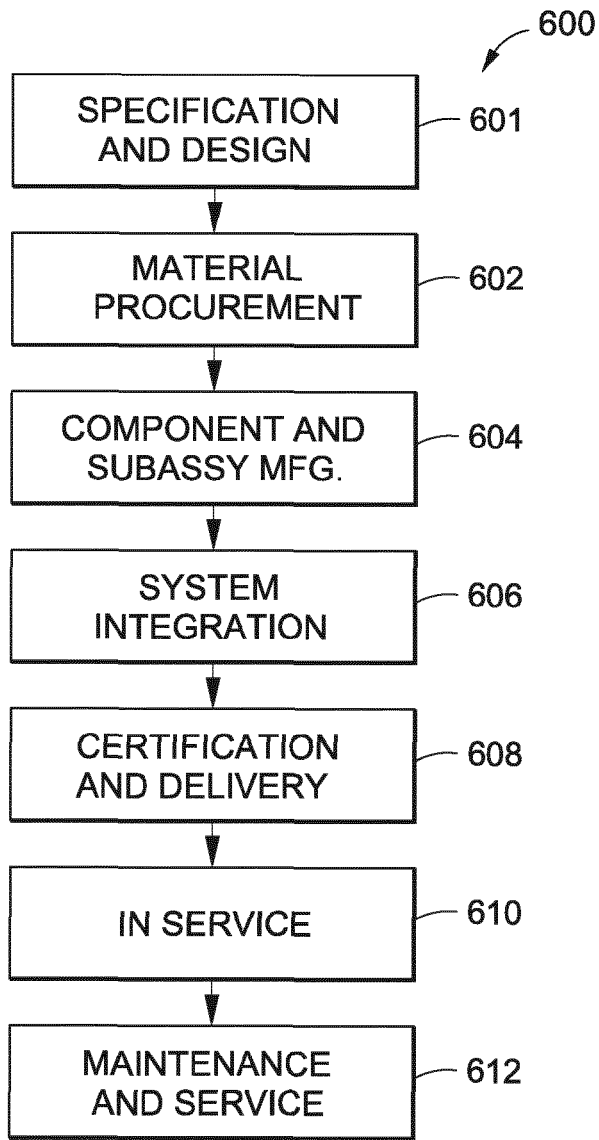 600
SPECIFICATION
AND DESIGN
601
MATERIAL
PROCUREMENT
602
COMPONENT AND
SUBASSY MFG.
604
SYSTEM
INTEGRATION
606
CERTIFICATION
AND DELIVERY
608
IN SERVICE
610
MAINTENANCE
AND SERVICE
612